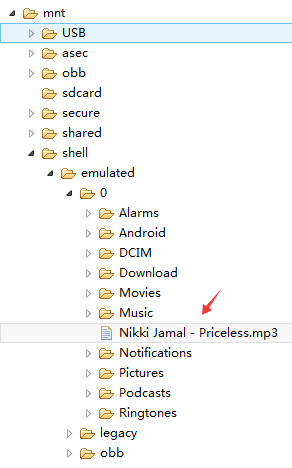 mnt
USB
asec
obb
sdcard
secure
shared
shell
emulated
0
Alarms
Android
DCIM
Download
Movies
Music
Nikki Jamal - Priceless.mp3
Notifications
Pictures
Podcasts
Ringtones
legacy
obb